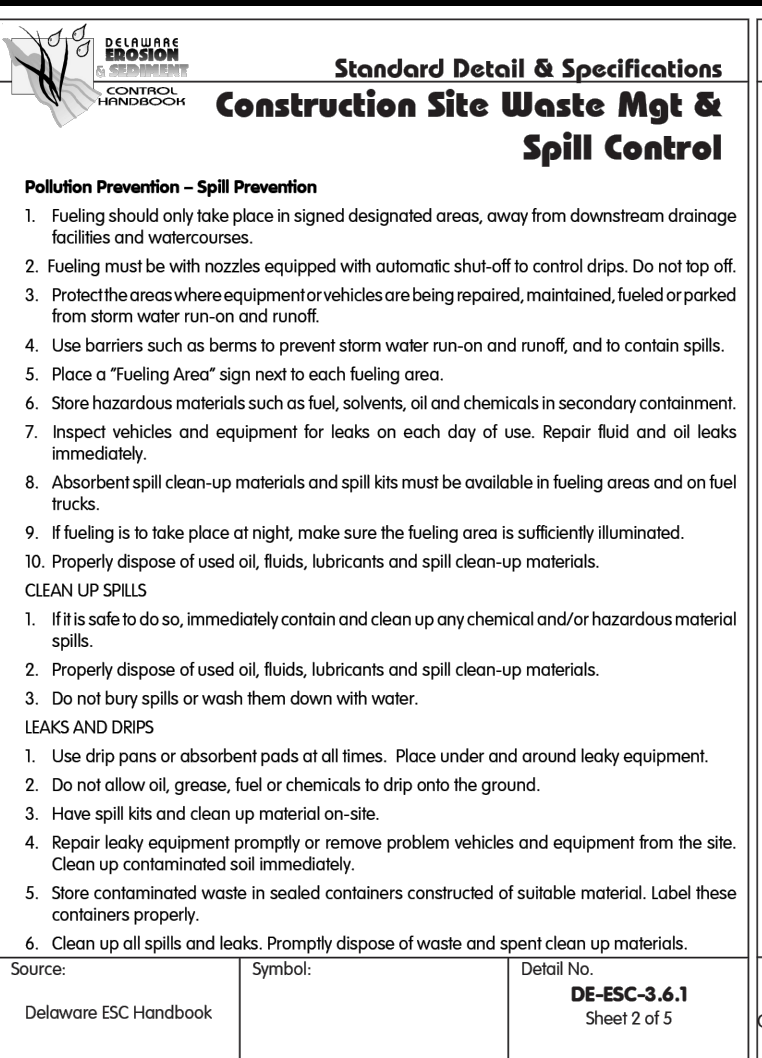 DELAWARE
EROSION
& SEDIMENT
CONTROL
HANDBOOK
Standard Detail & Specifications
Construction Site Waste Mgt &
Spill Control
Pollution Prevention – Spill Prevention
1. Fueling should only take place in signed designated areas, away from downstream drainage
facilities and watercourses.
2. Fueling must be with nozzles equipped with automatic shut-off to control drips. Do not top off.
3. Protect the areas where equipment or vehicles are being repaired, maintained, fueled or parked
from storm water run-on and runoff.
4. Use barriers such as berms to prevent storm water run-on and runoff, and to contain spills.
5. Place a "Fueling Area" sign next to each fueling area.
6. Store hazardous materials such as fuel, solvents, oil and chemicals in secondary containment.
7. Inspect vehicles and equipment for leaks on each day of use. Repair fluid and oil leaks
immediately.
8. Absorbent spill clean-up materials and spill kits must be available in fueling areas and on fuel
trucks.
9. If fueling is to take place at night, make sure the fueling area is sufficiently illuminated.
10. Properly dispose of used oil, fluids, lubricants and spill clean-up materials.
CLEAN UP SPILLS
1. If it is safe to do so, immediately contain and clean up any chemical and/or hazardous material
spills.
2. Properly dispose of used oil, fluids, lubricants and spill clean-up materials.
3. Do not bury spills or wash them down with water.
LEAKS AND DRIPS
1. Use drip pans or absorbent pads at all times. Place under and around leaky equipment.
2. Do not allow oil, grease, fuel or chemicals to drip onto the ground.
3. Have spill kits and clean up material on-site.
4. Repair leaky equipment promptly or remove problem vehicles and equipment from the site.
Clean up contaminated soil immediately.
5. Store contaminated waste in sealed containers constructed of suitable material. Label these
containers properly.
6. Clean up all spills and leaks. Promptly dispose of waste and spent clean up materials.
Source:
Delaware ESC Handbook
Symbol:
Detail No.
DE-ESC-3.6.1
Sheet 2 of 5